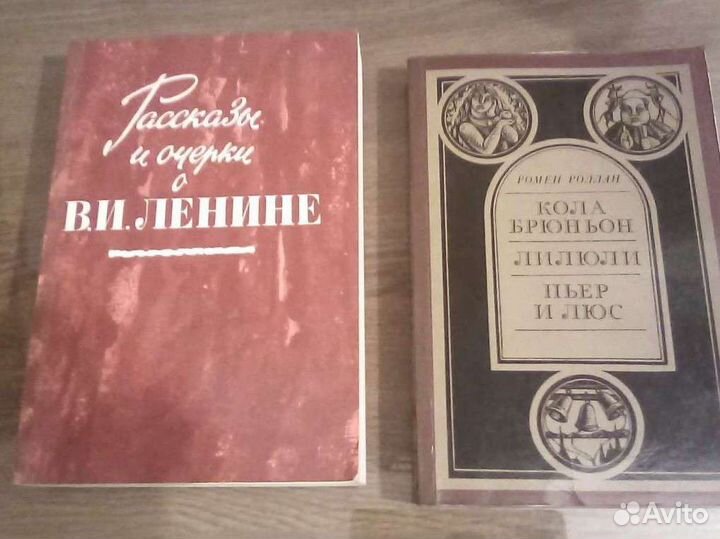 Рассказы
и очерки
о
В.И. ЛЕНИНЕ
РОМЕН РОЛЛАН
КОЛА
БРЮНЬОН
ЛИЛЮЛИ
ПЬЕР
И ЛЮС
Avito